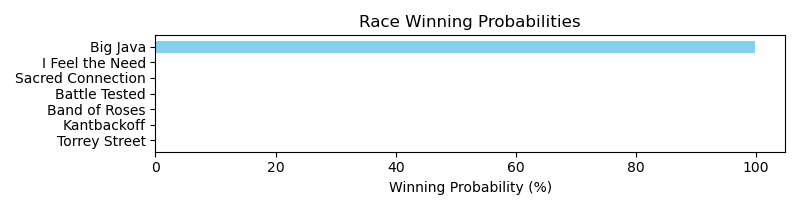 Race Winning Probabilities
Big Java
I Feel the Need
Sacred Connection
Battle Tested
Band of Roses
Kantbackoff
Torrey Street
0 20 40 60 80 100
Winning Probability (%)